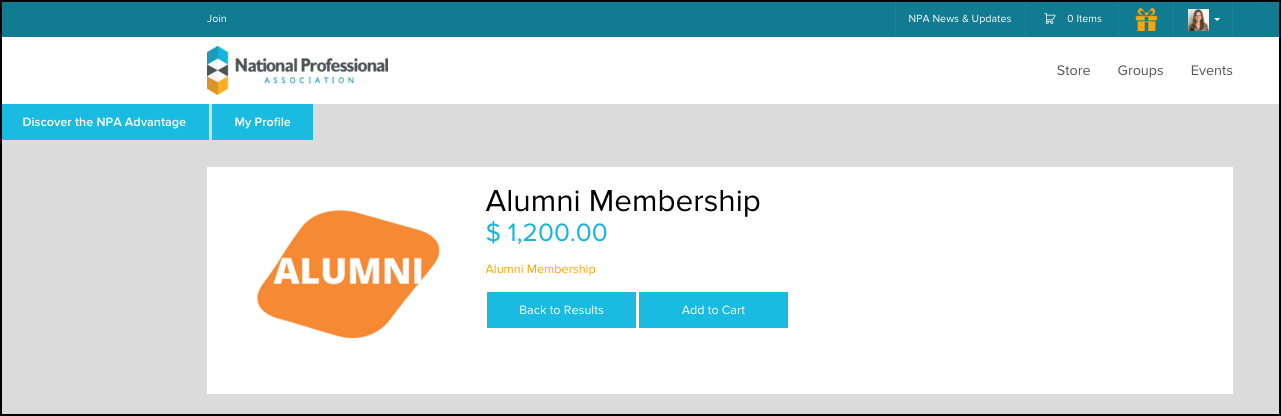 Join
NPA News & Updates
0 Items
National Professional
ASSOCIATION
Store
Groups
Events
Discover the NPA Advantage
My Profile
Alumni Membership
$ 1,200.00
ALUMNI
Alumni Membership
Back to Results
Add to Cart